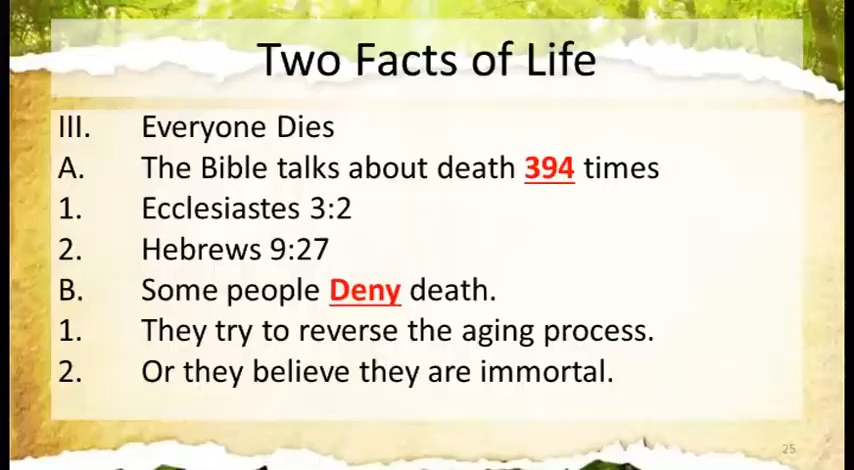 Two Facts of Life
III. Everyone Dies
A. The Bible talks about death 394 times
1. Ecclesiastes 3:2
2. Hebrews 9:27
B. Some people Deny death.
1. They try to reverse the aging process.
2. Or they believe they are immortal.
25